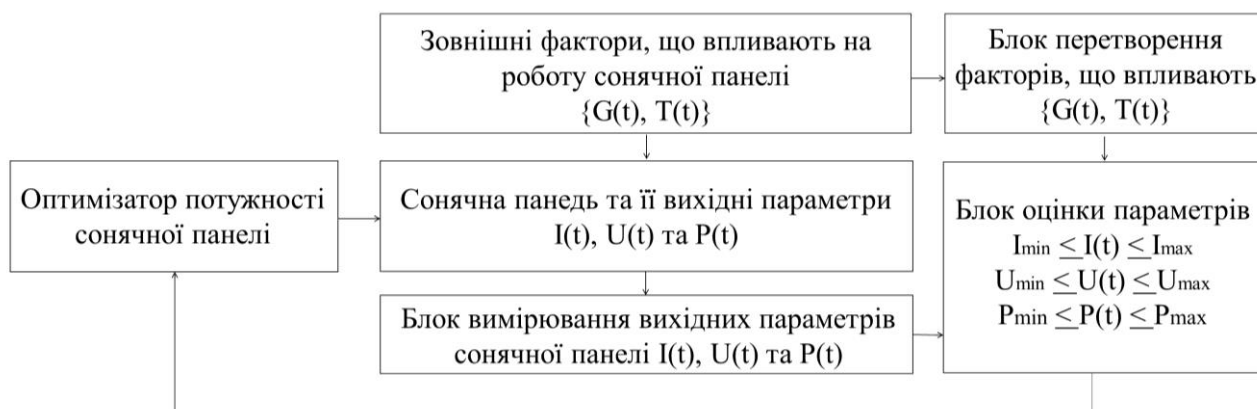 Зовнішні фактори, що впливають на
роботу сонячної панелі
{G(t), T(t)}
Блок перетворення
факторів, що впливають
{G(t), T(t)}
Оптимізатор потужності
сонячної панелі
Сонячна панедь та її вихідні параметри
I(t), U(t) та P(t)
Блок оцінки параметрів
Imin ≤ I(t) ≤ Imax
Umin ≤ U(t) ≤ Umax
Pmin ≤ P(t) ≤ Pmax
Блок вимірювання вихідних параметрів
сонячної панелі I(t), U(t) та P(t)